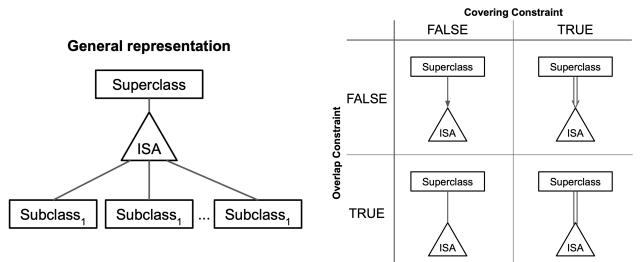 General representation
Superclass
ISA
Subclass1 Subclass1 ... Subclass1
Covering Constraint
FALSE TRUE
Overlap Constraint
FALSE
Superclass Superclass
ISA ISA
TRUE
Superclass Superclass
ISA ISA